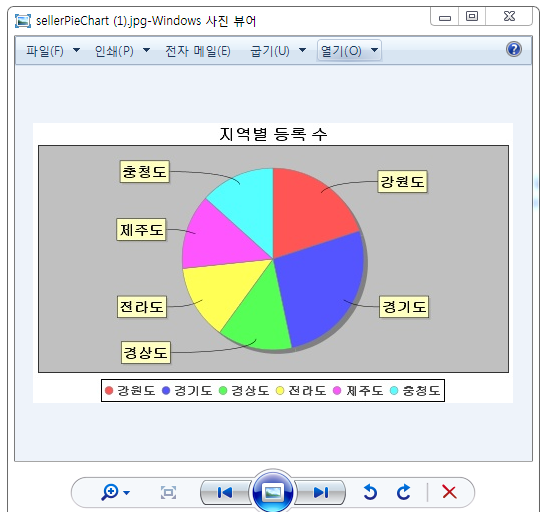 sellerPieChart (1).jpg-Windows 사진 뷰어
파일(F) 인쇄(P) 전자 메일(E) 굽기(U) 열기(O)
지역별 등록 수
충청도
강원도
제주도
전라도
경기도
경상도
강원도 경기도 경상도 전라도 제주도 충청도